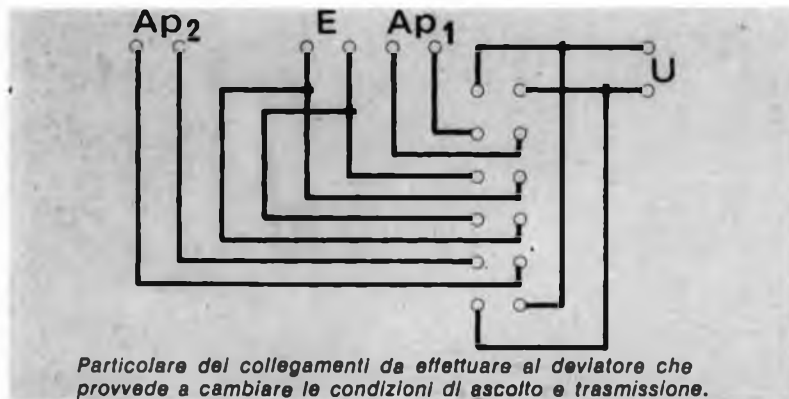 Ap2 E Ap1
U
Particolare dei collegamenti da effettuare al deviatore che
provvede a cambiare le condizioni di ascolto e trasmissione.